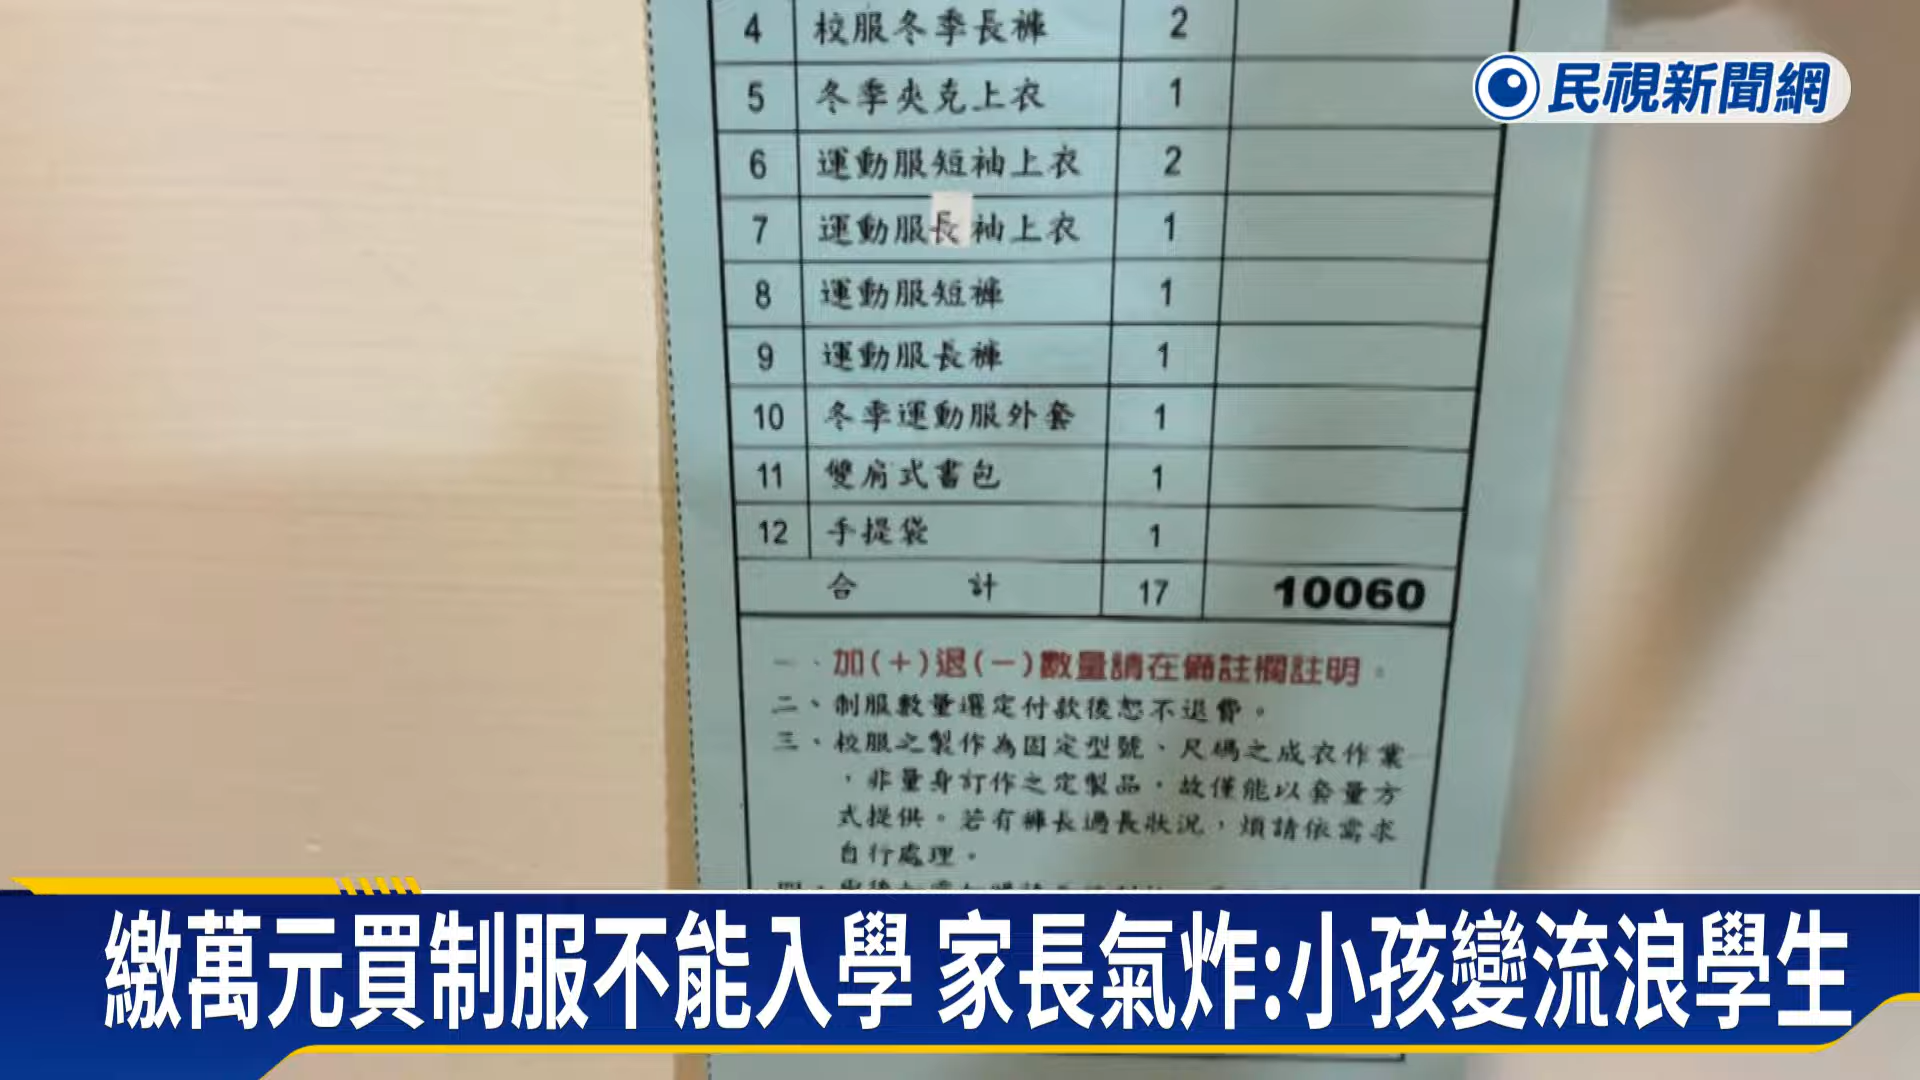 4 校服冬季長褲 2
民視新聞網
5 冬季夾克上衣 1
6 運動服短袖上衣 2
7 運動服長袖上衣 1
8 運動服短褲 1
9 運動服長褲 1
10 冬季運動服外套 1
11 雙肩式書包 1
12 手提袋 1
合 計 17 10060
一、加(+)退(-)數量請在備註欄註明。
二、制服數量選定付款後恕不退費。
三、校服之製作為固定型號、尺碼之成衣作業
，非量身訂作之定製品，故僅能以套量方
式提供。若有褲長過長狀況，煩請依需求
自行處理。
繳萬元買制服不能入學 家長氣炸:小孩變流浪學生